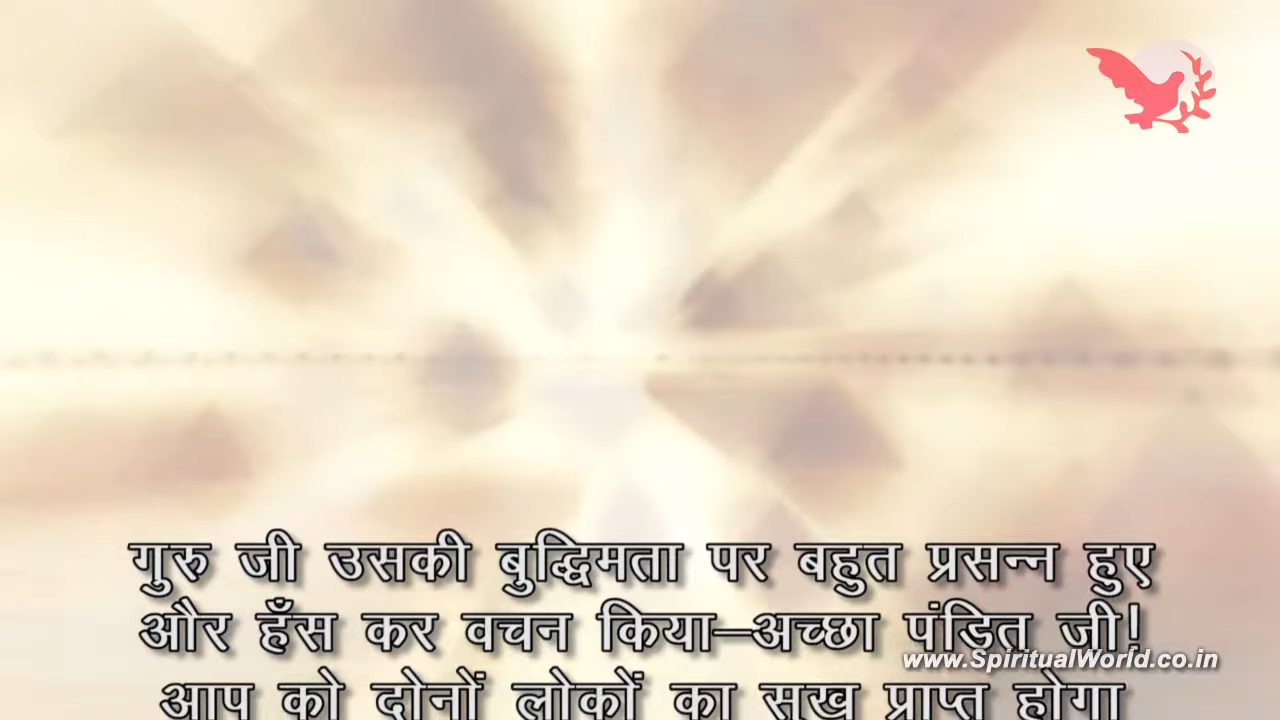 गुरु जी उसकी बुद्धिमता पर बहुत प्रसन्न हुए
और हँस कर वचन किया–अच्छा पंडित जी!
www.SpiritualWorld.co.in
आप को दोनों लोकों का सुख प्राप्त होगा